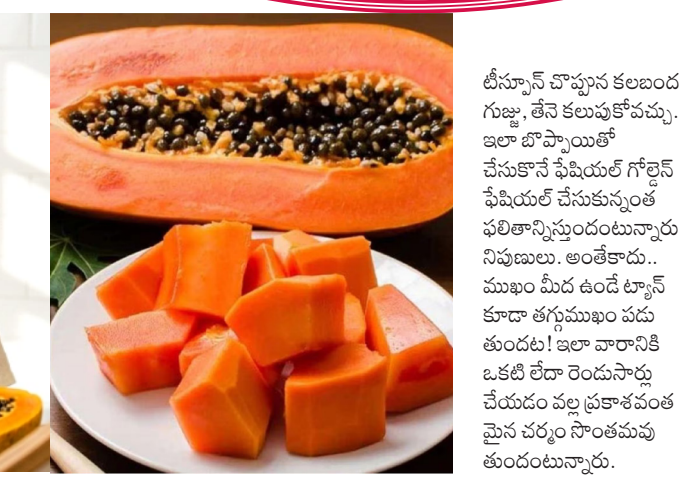 టీస్పూన్ చొప్పున కలబంద
గుజ్జు, తేనె కలుపుకోవచ్చు.
ఇలా బొప్పాయితో
చేసుకొనే ఫేషియల్ గోల్డెన్
ఫేషియల్ చేసుకున్నంత
ఫలితాన్నిస్తుందంటున్నారు
నిపుణులు. అంతేకాదు..
ముఖం మీద ఉండే ట్యాన్
కూడా తగ్గుముఖం పడు
తుందట! ఇలా వారానికి
ఒకటి లేదా రెండుసార్లు
చేయడం వల్ల ప్రకాశవంత
మైన చర్మం సొంతమవు
తుందంటున్నారు.